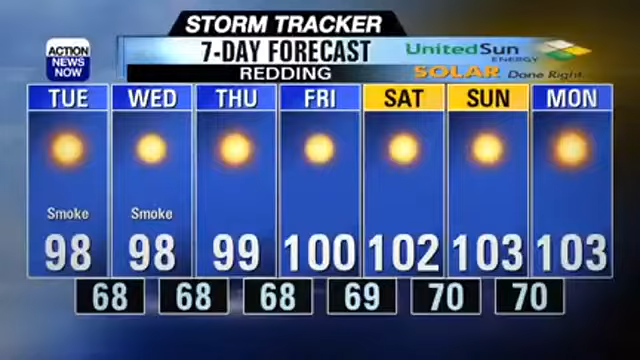 STORM TRACKER
ACTION NEWS NOW
7-DAY FORECAST
REDDING
UnitedSun
ENERGY
SOLAR Done Right.
TUE WED THU FRI SAT SUN MON
Smoke Smoke
98 98 99 100 102 103 103
68 68 68 69 70 70